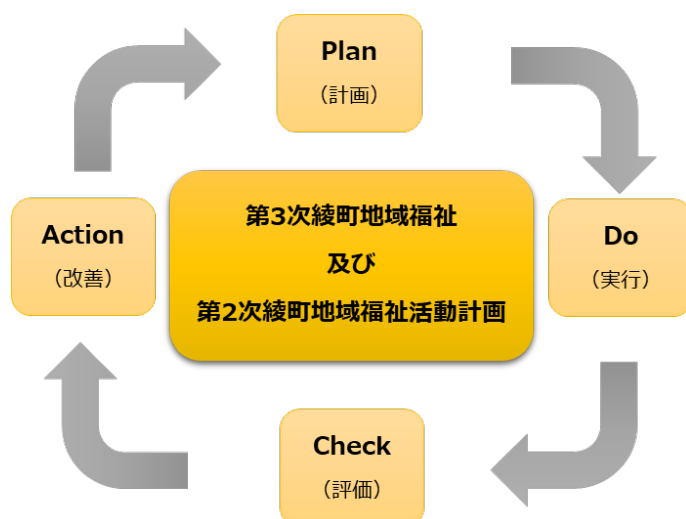 Plan
（計画）
Action
（改善）
第3次綾町地域福祉
及び
第2次綾町地域福祉活動計画
Do
（実行）
Check
（評価）